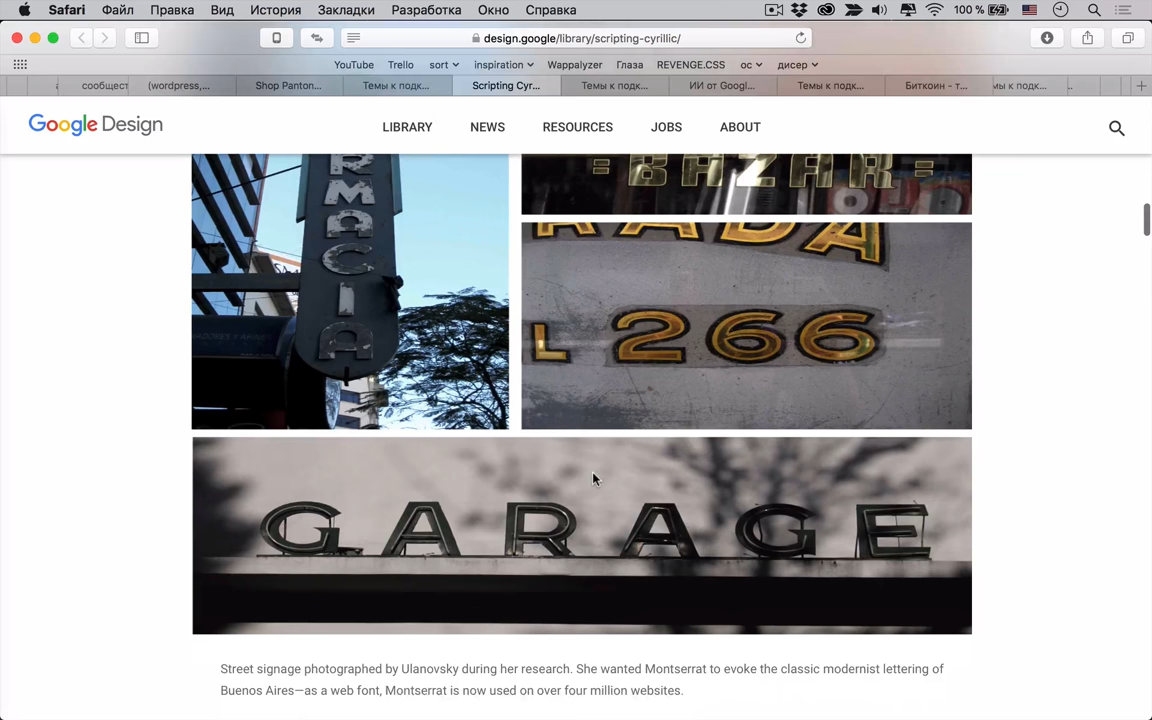 Safari Файл Правка Вид История Закладки Разработка Окно Справка 100 %
design.google/library/scripting-cyrillic/
YouTube Trello sort inspiration Wappalyzer Глаза REVENGE.CSS ос дисер
сообщест (wordpress,... Shop Panton... Темы к подк... Scripting Cyr... Темы к подк... ИИ от Googl... Темы к подк... Биткоин – т... мы к подк...
Google Design LIBRARY NEWS RESOURCES JOBS ABOUT
RMACIA
=BAZAR=
RADA
L 266
GARAGE
Street signage photographed by Ulanovsky during her research. She wanted Montserrat to evoke the classic modernist lettering of
Buenos Aires—as a web font, Montserrat is now used on over four million websites.